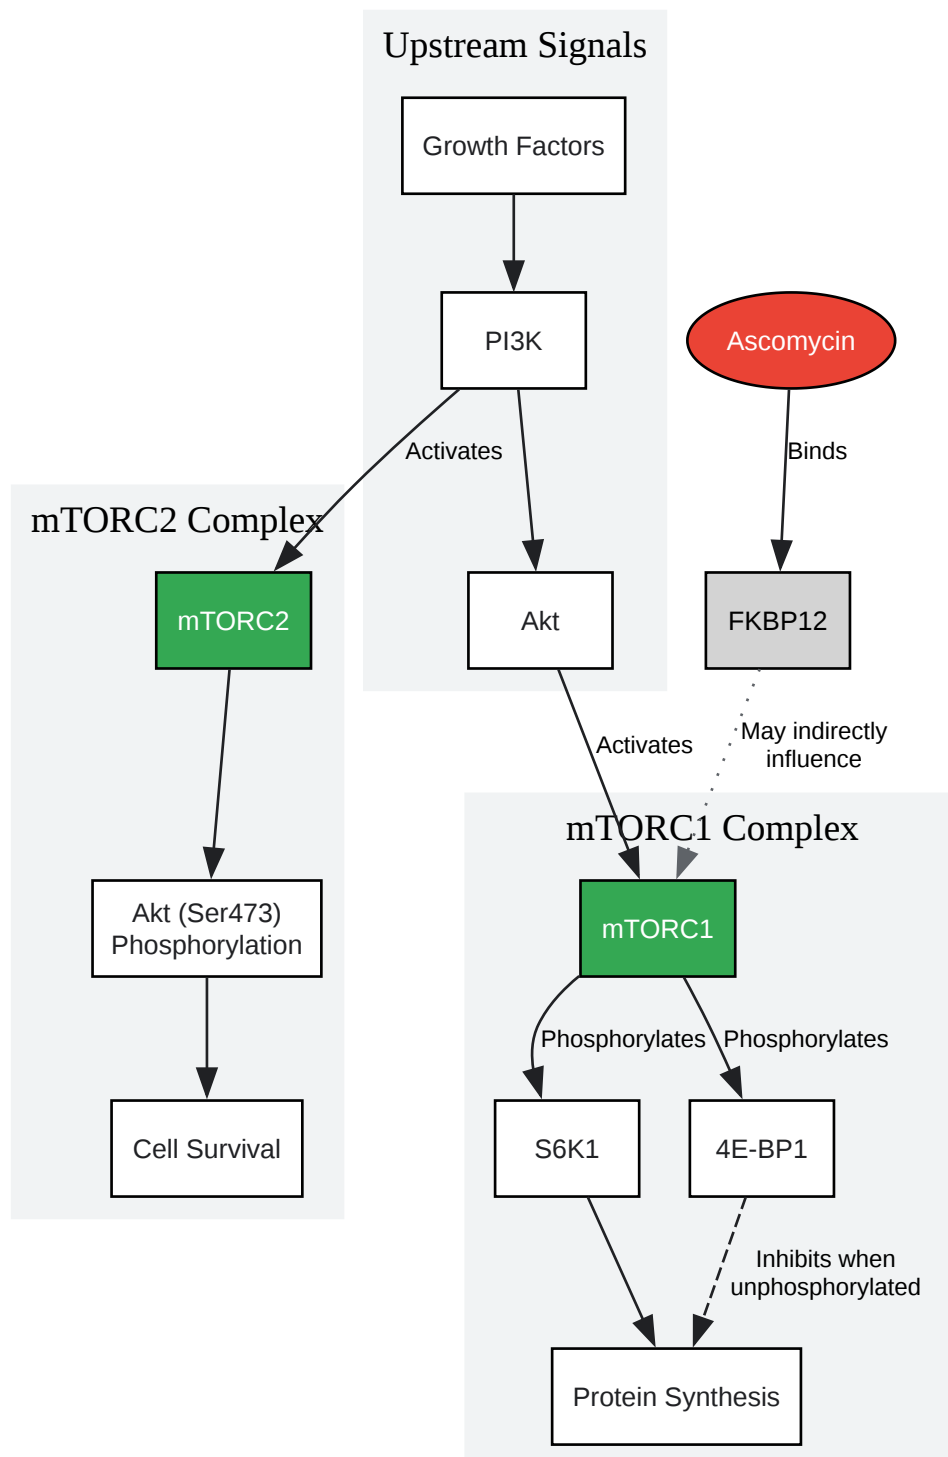 Upstream Signals
Growth Factors
PI3K
Ascomycin
Activates
Binds
mTORC2 Complex
mTORC2
Akt
FKBP12
Activates
May indirectly
influence
mTORC1 Complex
Akt (Ser473)
Phosphorylation
mTORC1
Phosphorylates
Phosphorylates
Cell Survival
S6K1
4E-BP1
Inhibits when
unphosphorylated
Protein Synthesis